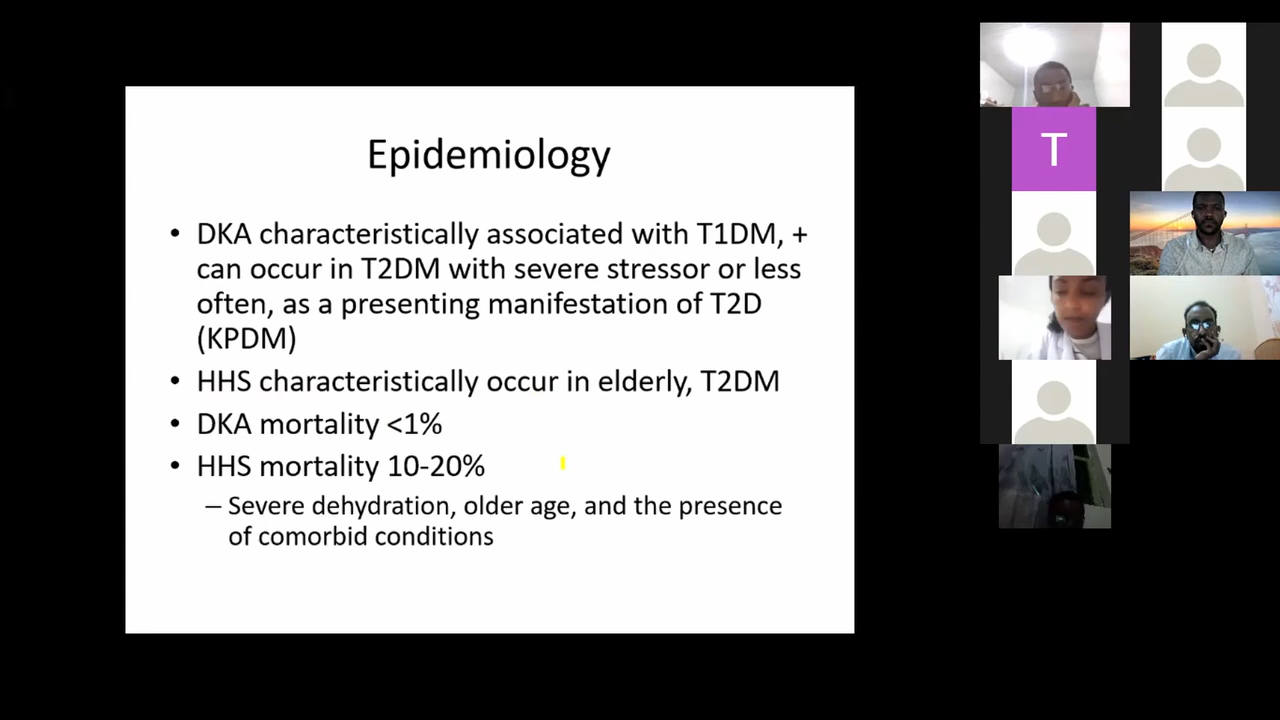 Epidemiology
• DKA characteristically associated with T1DM, +
can occur in T2DM with severe stressor or less
often, as a presenting manifestation of T2D
(KPDM)
• HHS characteristically occur in elderly, T2DM
• DKA mortality <1%
• HHS mortality 10-20%
– Severe dehydration, older age, and the presence
of comorbid conditions
T